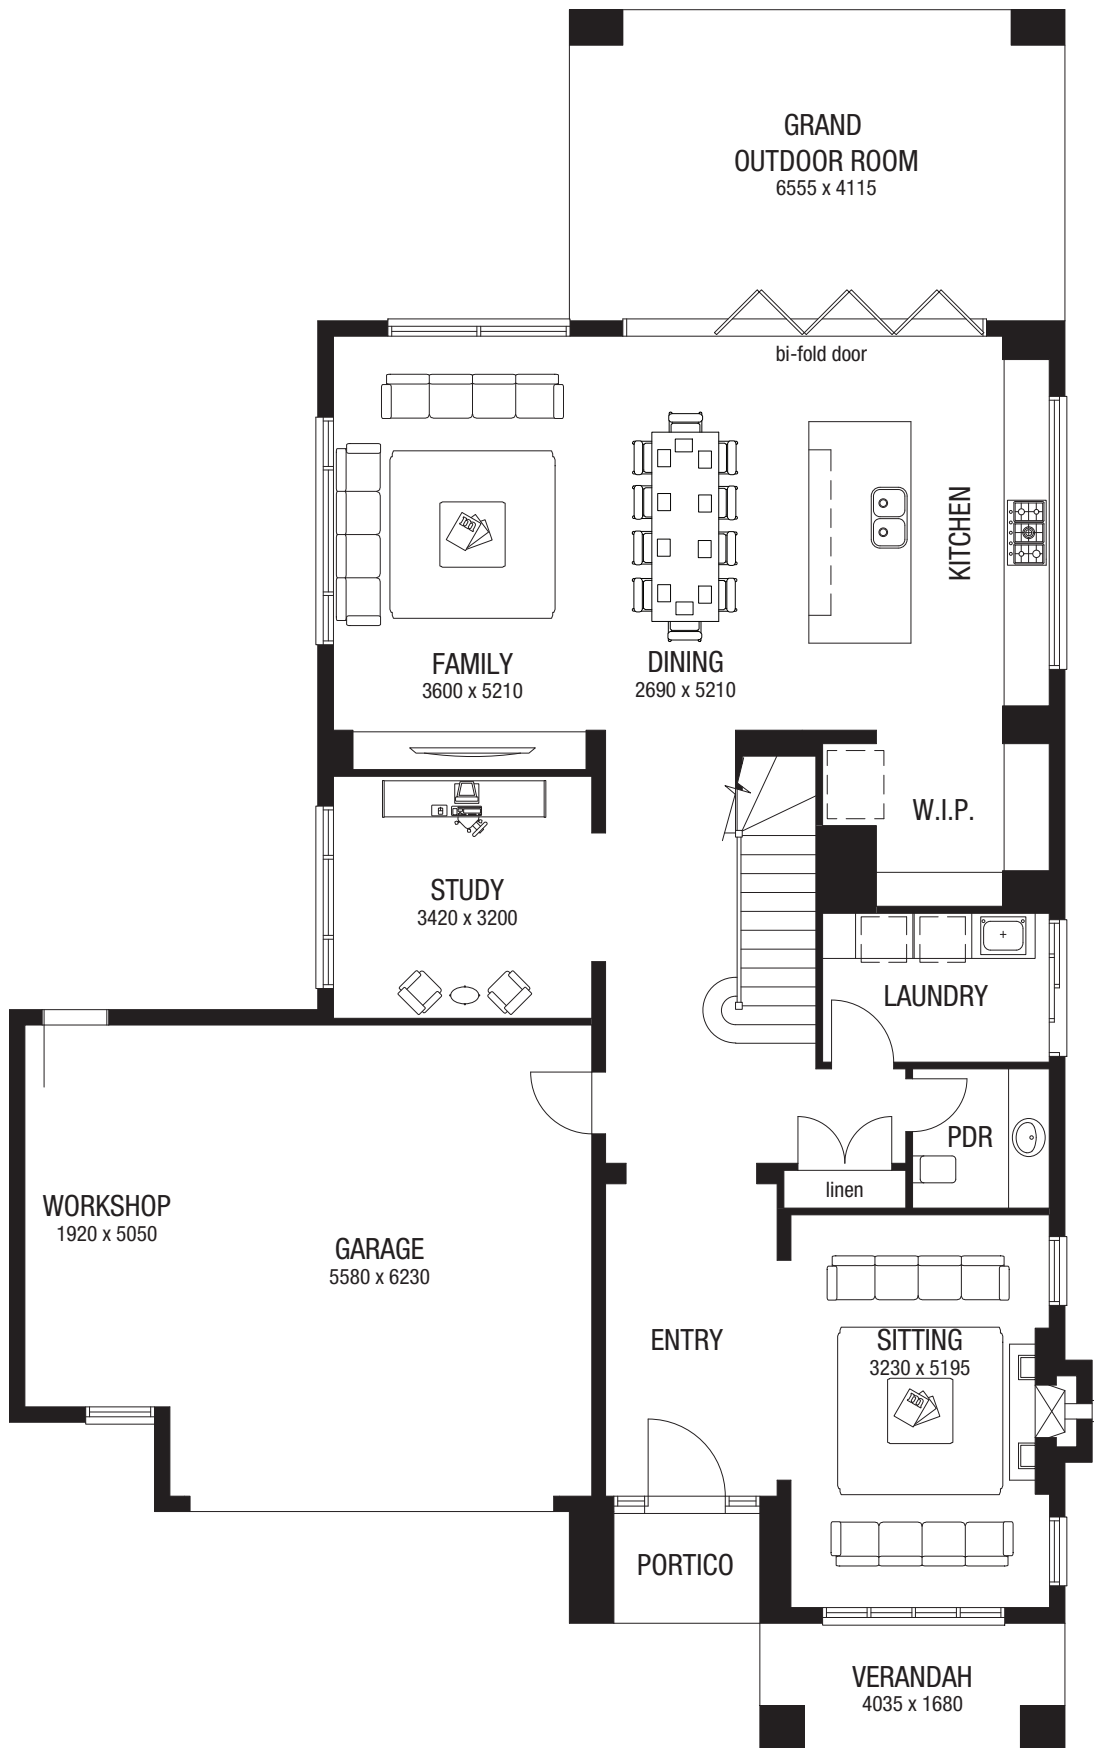 GRAND
OUTDOOR ROOM
6555 x 4115
bi-fold door
KITCHEN
FAMILY
3600 x 5210
DINING
2690 x 5210
W.I.P.
STUDY
3420 x 3200
LAUNDRY
PDR
linen
WORKSHOP
1920 x 5050
GARAGE
5580 x 6230
ENTRY
SITTING
3230 x 5195
PORTICO
VERANDAH
4035 x 1680